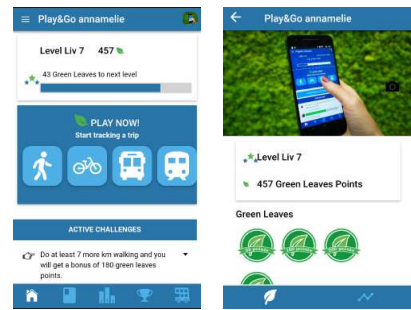 Play&Go annamelie
Level Liv 7 457
43 Green Leaves to next level
PLAY NOW!
Start tracking a trip
ACTIVE CHALLENGES
Do at least 7 more km walking and you
will get a bonus of 180 green leaves
points.
Play&Go annamelie
Level Liv 7
457 Green Leaves Points
Green Leaves